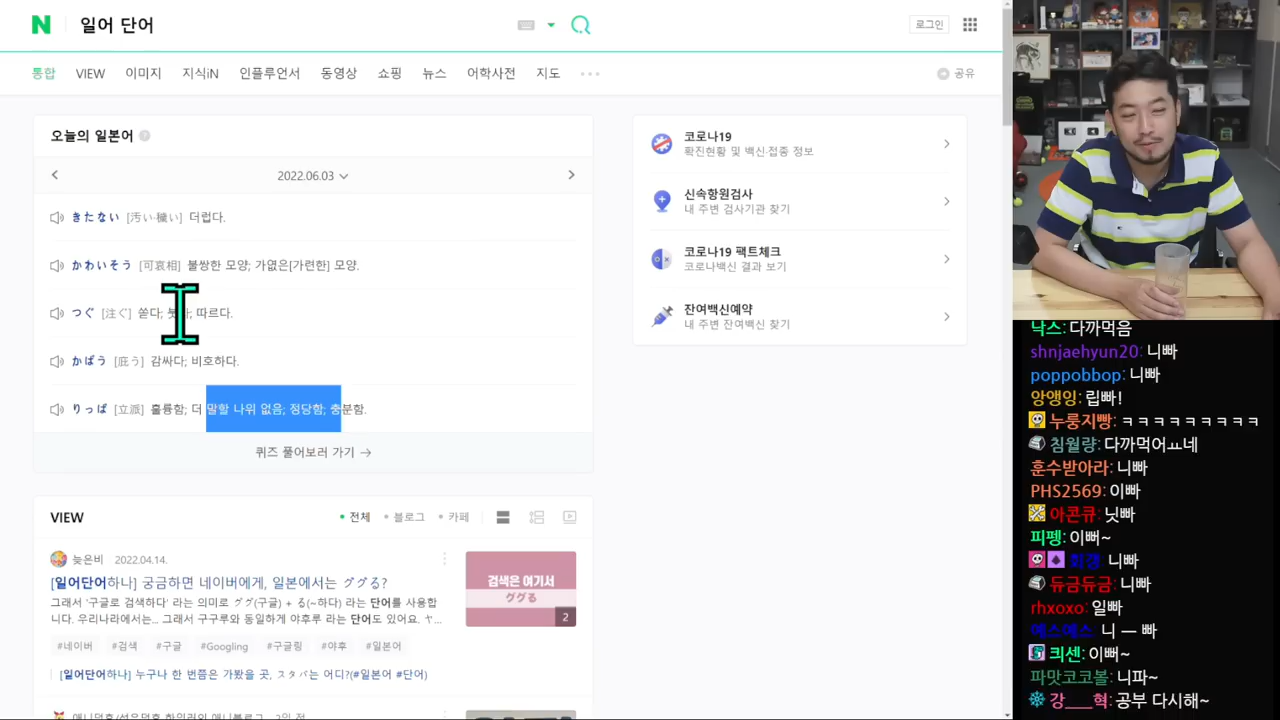 N 일어 단어
로그인
통합 VIEW 이미지 지식iN 인플루언서 동영상 쇼핑 뉴스 어학사전 지도
공유
오늘의 일본어
2022.06.03
きたない [汚い·穢い] 더럽다.
かわいそう [可哀相] 불쌍한 모양; 가엾은[가련한] 모양.
つぐ [注ぐ] 쏟다; 따르다.
かばう [庇う] 감싸다; 비호하다.
りっぱ [立派] 훌륭함; 더 말할 나위 없음; 정당함; 충분함.
퀴즈 풀어보러 가기 →
코로나19
확진현황 및 백신·접종 정보
신속항원검사
내 주변 검사기관 찾기
코로나19 팩트체크
코로나백신 결과 보기
잔여백신예약
내 주변 잔여백신 찾기
VIEW
전체 블로그 카페
늦은비 2022.04.14.
[일어단어하나] 궁금하면 네이버에게, 일본에서는 ググる?
그래서 '구글로 검색하다' 라는 의미로 ググ(구글) + る(~하다) 라는 단어를 사용합
니다. 우리나라에서는... 그래서 구구루와 동일하게 야후루 라는 단어도 있어요. ヤ...
#네이버 #검색 #구글 #Googling #구글링 #야후 #일본어
[일어단어하나] 누구나 한 번쯤은 가봤을 곳, スタバ는 어디?(#일본어 #단어)
검색은 여기서
ググる
2
낙스: 다까먹음
shnjaehyun20: 니빠
poppobbop: 니빠
앙앵잉: 립빠!
누룽지빵: ㅋㅋㅋㅋㅋㅋㅋㅋㅋ
침월량: 다까먹어ㅛ네
훈수받아라: 니빠
PHS2569: 이빠
아콘큐: 닛빠
피펭: 이뻐~
니빠
듀금듀금: 니빠
rhxoxo: 일빠
에스에스: 니 ㅡ 빠
킈센: 이뻐~
파맛코코볼: 니파~
강___혁: 공부 다시해~